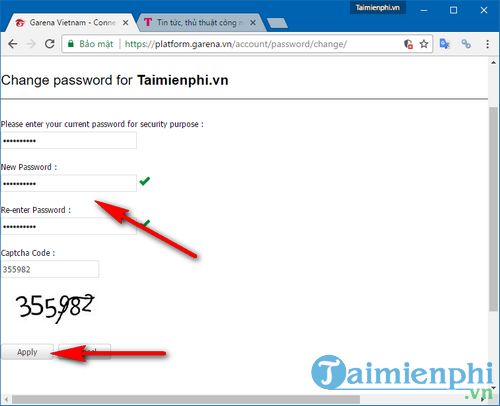 Taimienphi.vn
Garena Vietnam - Conne
Tin tức, thủ thuật công n
Bảo mật
https://platform.garena.vn/account/password/change/
Change password for Taimienphi.vn
Please enter your current password for security purpose :
••••••••••
New Password :
••••••••••
Re-enter Password :
••••••••••
Captcha Code :
355982
355982
Apply
Taimienphi
.vn